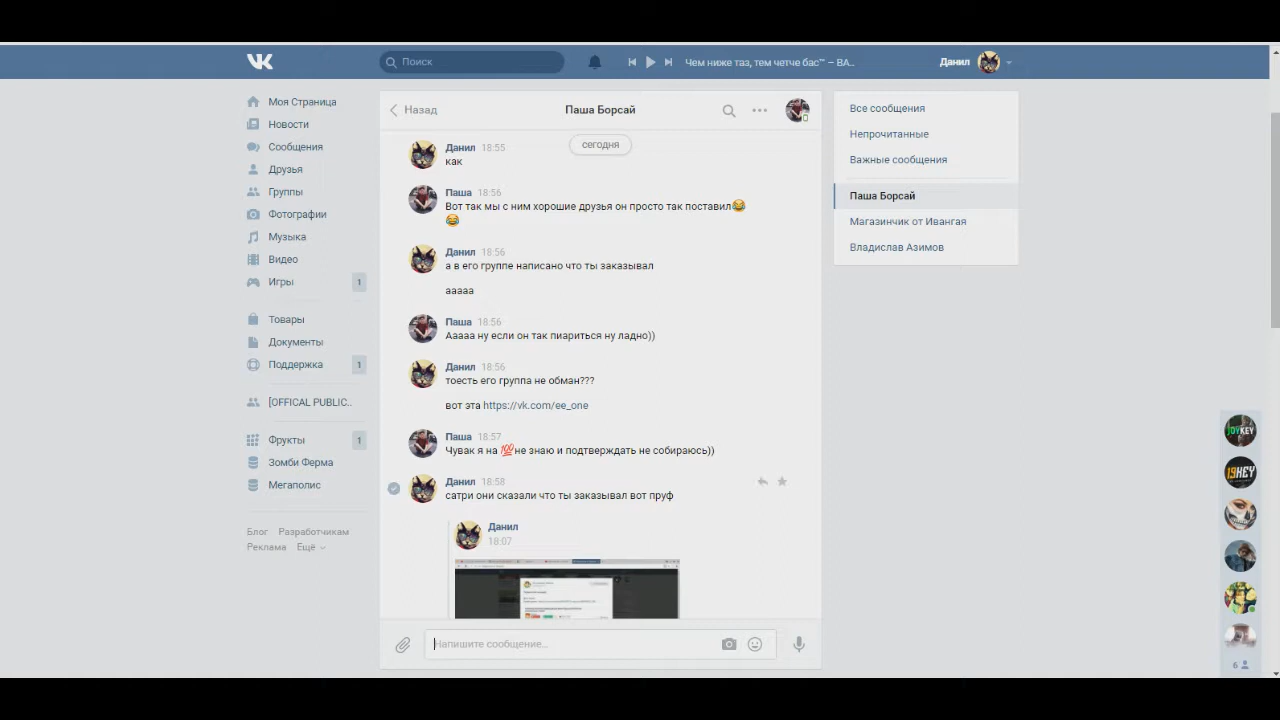 VK
Поиск
Чем ниже таз, тем четче бас™ – BA..
Данил
Моя Страница
Новости
Сообщения
Друзья
Группы
Фотографии
Музыка
Видео
Игры 1
Товары
Документы
Поддержка 1
[OFFICAL PUBLIC..
Фрукты 1
Зомби Ферма
Мегаполис
Блог Разработчикам
Реклама Ещё
Назад
Паша Борсай
сегодня
Данил 18:55
как
Паша 18:56
Вот так мы с ним хорошие друзья он просто так поставил😂
😂
Данил 18:56
а в его группе написано что ты заказывал
ааааа
Паша 18:56
Ааааа ну если он так пиариться ну ладно))
Данил 18:56
тоесть его группа не обман???
вот эта https://vk.com/ee_one
Паша 18:57
Чувак я на 💯не знаю и подтверждать не собираюсь))
Данил 18:58
сатри они сказали что ты заказывал вот пруф
Данил
18:07
Напишите сообщение...
Все сообщения
Непрочитанные
Важные сообщения
Паша Борсай
Магазинчик от Ивангая
Владислав Азимов
JOYKEY
19KEY
6